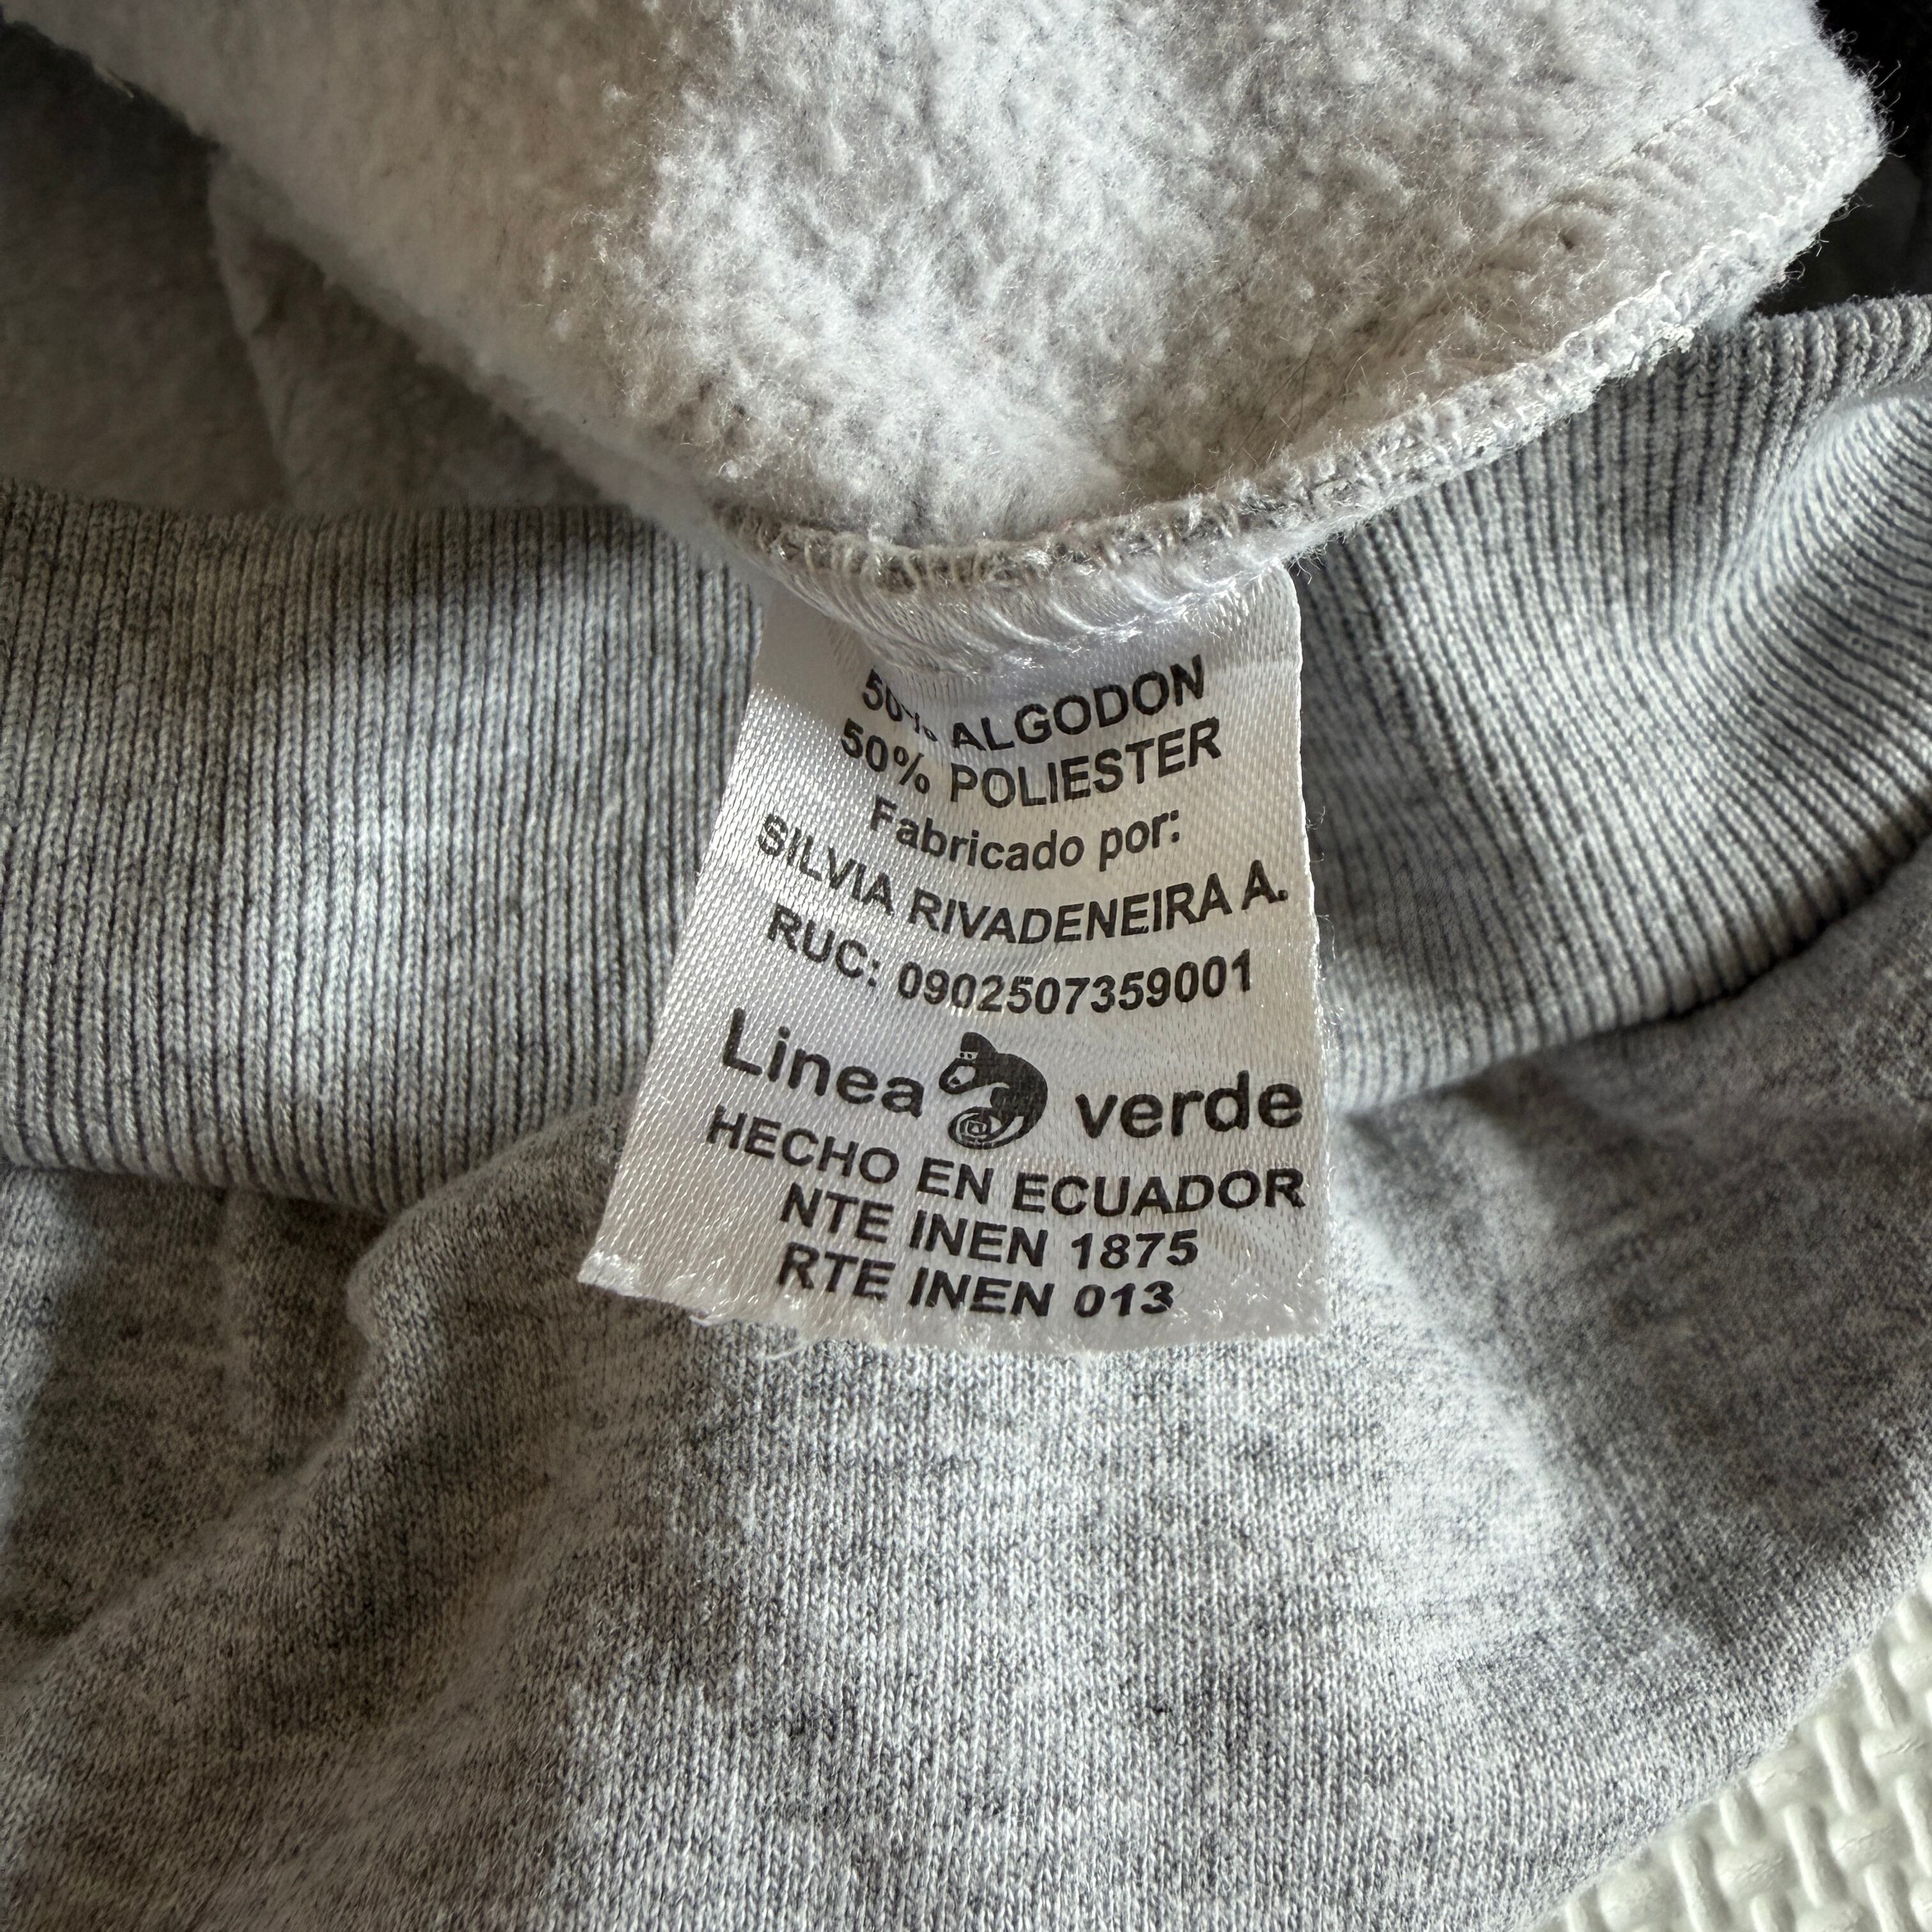 50% ALGODON
50% POLIESTER
Fabricado por:
SILVIA RIVADENEIRA A.
RUC: 0902507359001
Linea verde
HECHO EN ECUADOR
NTE INEN 1875
RTE INEN 013